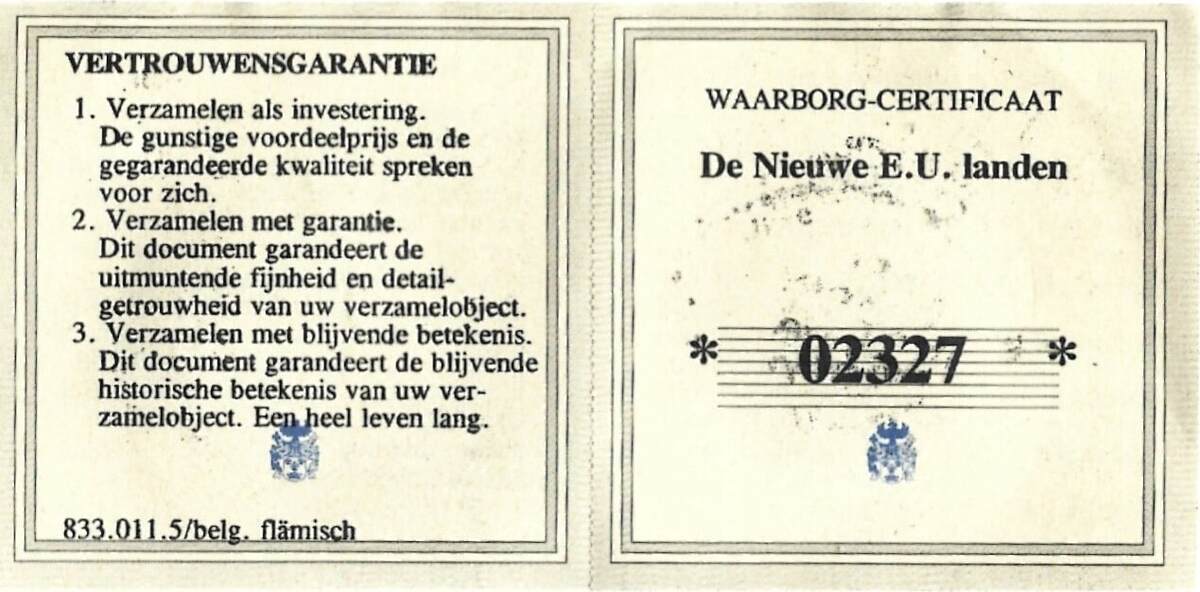 VERTROUWENSGARANTIE
1. Verzamelen als investering.
De gunstige voordeelprijs en de
gegarandeerde kwaliteit spreken
voor zich.
2. Verzamelen met garantie.
Dit document garandeert de
uitmuntende fijnheid en detail-
getrouwheid van uw verzamelobject.
3. Verzamelen met blijvende betekenis.
Dit document garandeert de blijvende
historische betekenis van uw ver-
zamelobject. Een heel leven lang.
833.011.5/belg. flämisch
WAARBORG-CERTIFICAAT
De Nieuwe E.U. landen
* 02327 *